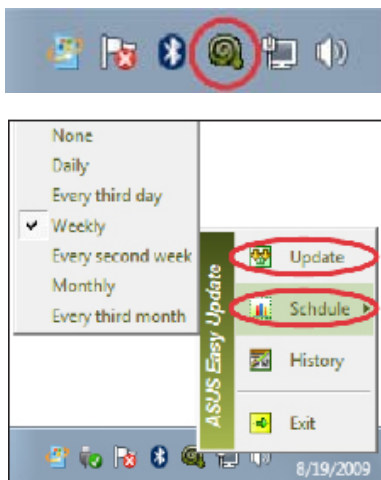 None
Daily
Every third day
Weekly
Every second week
Monthly
Every third month
ASUS Easy Update
Update
Schdule
History
Exit
8/19/2009